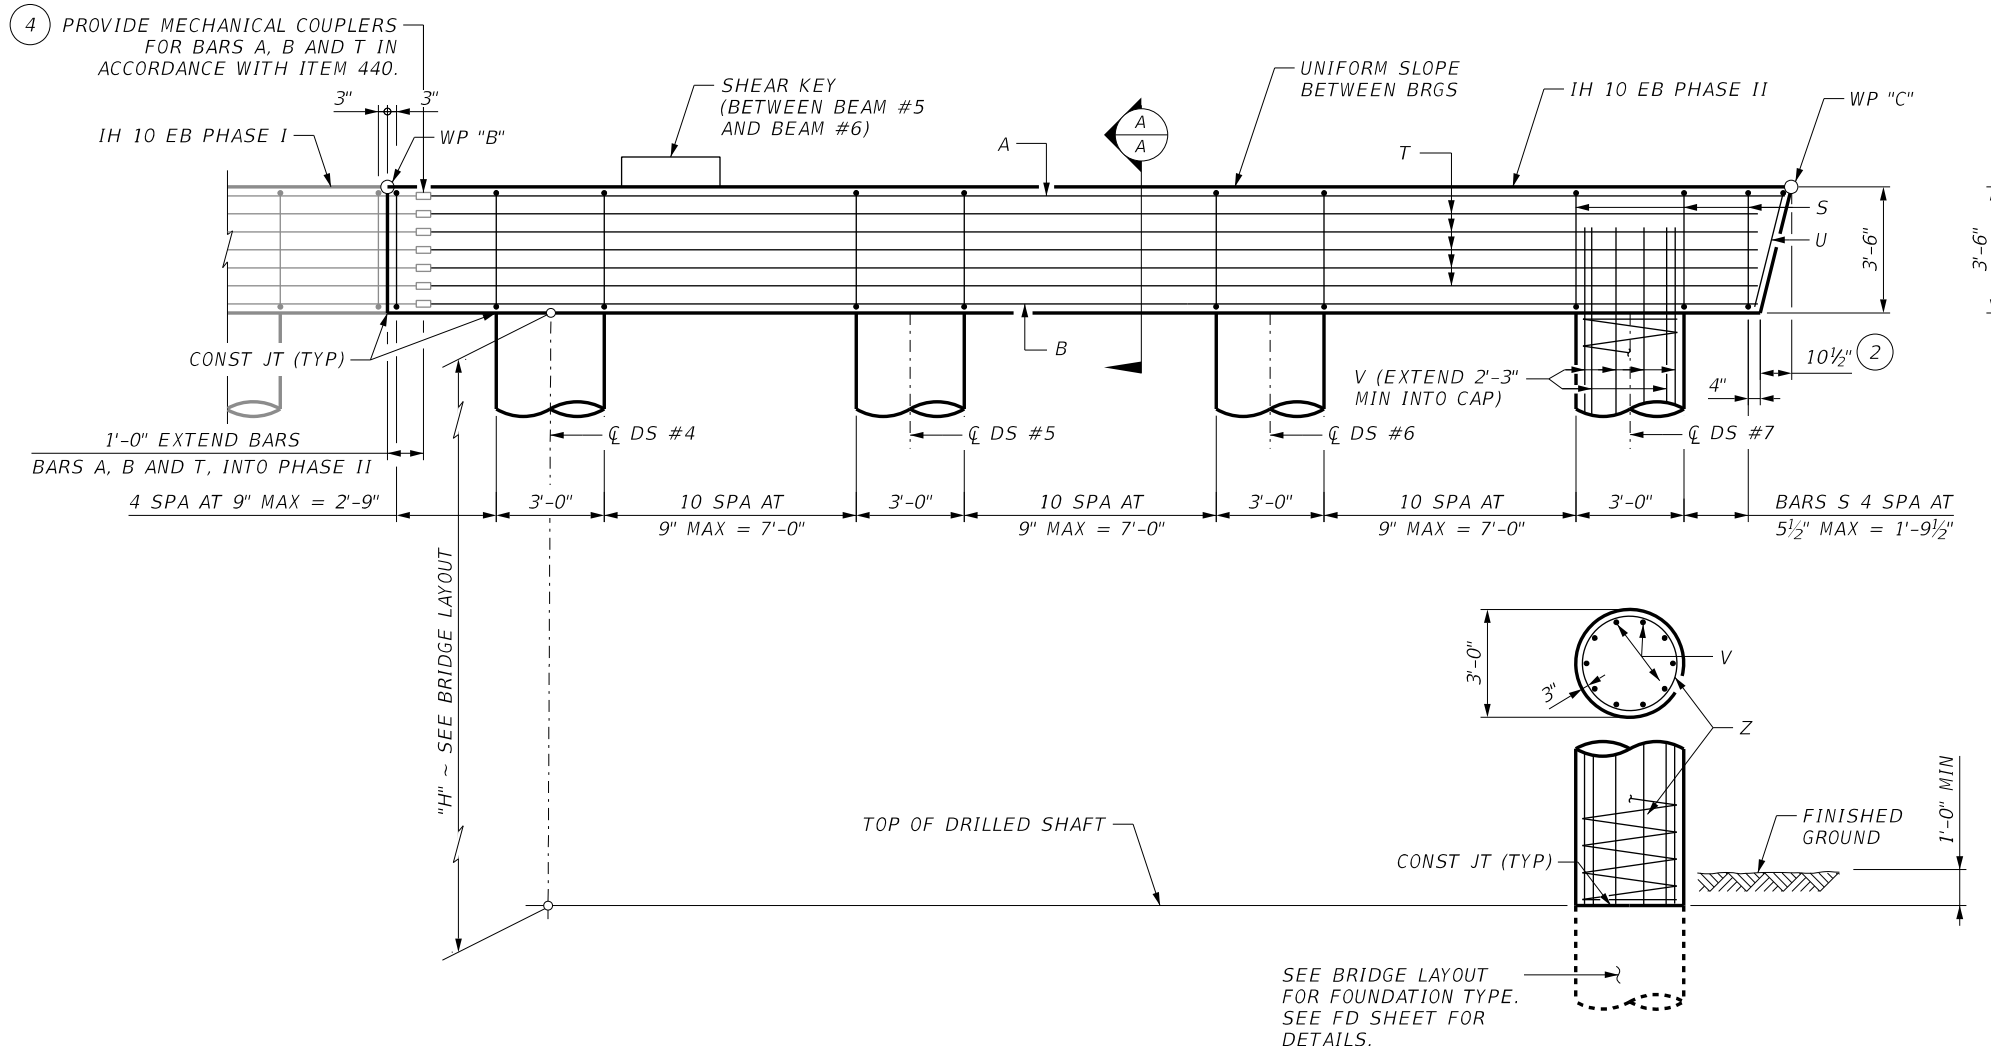 4
PROVIDE MECHANICAL COUPLERS
FOR BARS A, B AND T IN
ACCORDANCE WITH ITEM 440.
3" 3"
IH 10 EB PHASE I
WP "B"
SHEAR KEY
(BETWEEN BEAM #5
AND BEAM #6)
A
A
A
UNIFORM SLOPE
BETWEEN BRGS
IH 10 EB PHASE II
WP "C"
T
S
U
3'-6"
3'-6"
CONST JT (TYP)
B
V (EXTEND 2'-3"
MIN INTO CAP)
4"
10½"
2
1'-0" EXTEND BARS
BARS A, B AND T, INTO PHASE II
℄ DS #4
℄ DS #5
℄ DS #6
℄ DS #7
4 SPA AT 9" MAX = 2'-9"
3'-0"
10 SPA AT
9" MAX = 7'-0"
3'-0"
10 SPA AT
9" MAX = 7'-0"
3'-0"
10 SPA AT
9" MAX = 7'-0"
3'-0"
BARS S 4 SPA AT
5½" MAX = 1'-9½"
"H" ~ SEE BRIDGE LAYOUT
3'-0"
V
3"
Z
TOP OF DRILLED SHAFT
CONST JT (TYP)
FINISHED
GROUND
1'-0" MIN
SEE BRIDGE LAYOUT
FOR FOUNDATION TYPE.
SEE FD SHEET FOR
DETAILS.